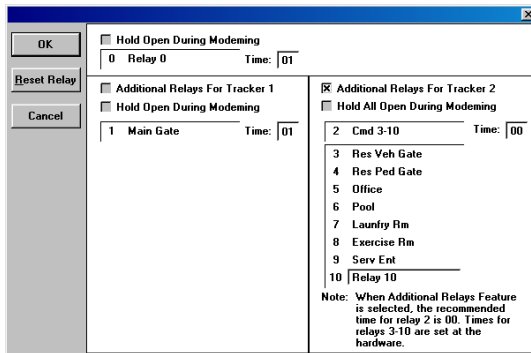 OK
Reset Relay
Cancel
Hold Open During Modeming
0 Relay 0 Time: 01
Additional Relays For Tracker 1
Hold Open During Modeming
1 Main Gate Time: 01
Additional Relays For Tracker 2
Hold All Open During Modeming
2 Cmd 3-10 Time: 00
3 Res Veh Gate
4 Res Ped Gate
5 Office
6 Pool
7 Launfry Rm
8 Exercise Rm
9 Serv Ent
10 Relay 10
Note: When Additional Relays Feature
is selected, the recommended
time for relay 2 is 00. Times for
relays 3-10 are set at the
hardware.